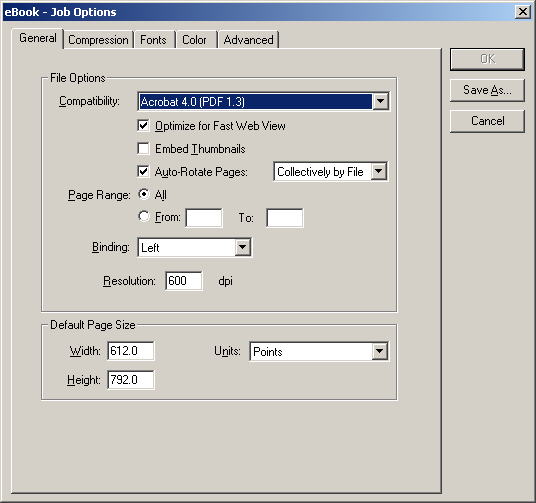 eBook - Job Options
General Compression Fonts Color Advanced
OK
Save As...
Cancel
File Options
Compatibility: Acrobat 4.0 (PDF 1.3)
Optimize for Fast Web View
Embed Thumbnails
Auto-Rotate Pages: Collectively by File
Page Range: All
From: To:
Binding: Left
Resolution: 600 dpi
Default Page Size
Width: 612.0 Units: Points
Height: 792.0